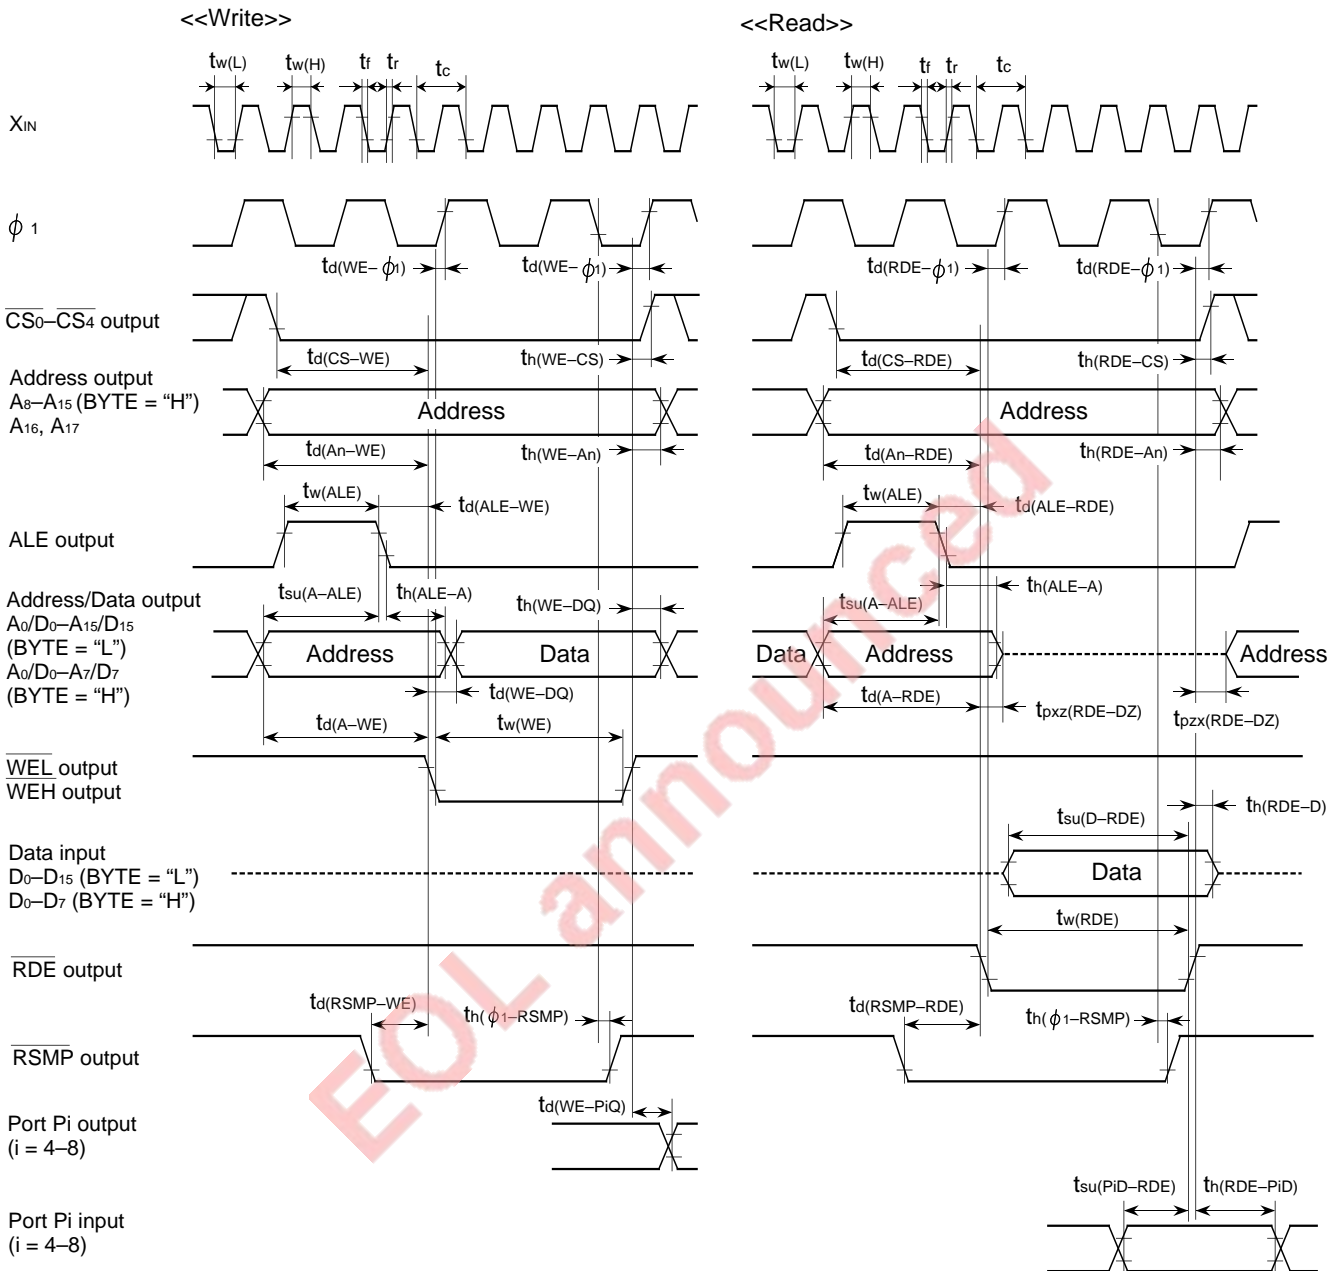 <<Write>> <<Read>>
tw(L) tw(H) tf tr tc tw(L) tw(H) tf tr tc
XIN
ϕ 1
td(WE–ϕ1) td(WE–ϕ1) td(RDE–ϕ1) td(RDE–ϕ1)
CS0–CS4 output
td(CS–WE) th(WE–CS) td(CS–RDE) th(RDE–CS)
Address output
A8–A15 (BYTE = “H”)
A16, A17
Address Address
td(An–WE) th(WE–An) td(An–RDE) th(RDE–An)
tw(ALE) td(ALE–WE) tw(ALE) td(ALE–RDE)
ALE output
tsu(A–ALE) th(ALE–A) th(WE–DQ) tsu(A–ALE) th(ALE–A)
Address/Data output
A0/D0–A15/D15
(BYTE = “L”)
A0/D0–A7/D7
(BYTE = “H”)
Address Data Data Address Address
td(WE–DQ) td(A–RDE) tpxz(RDE–DZ) tpzx(RDE–DZ)
td(A–WE) tw(WE)
WEL output
WEH output
tsu(D–RDE) th(RDE–D)
Data input
D0–D15 (BYTE = “L”)
D0–D7 (BYTE = “H”)
Data
tw(RDE)
RDE output
td(RSMP–WE) th(ϕ1–RSMP) td(RSMP–RDE) th(ϕ1–RSMP)
RSMP output
td(WE–PiQ)
Port Pi output
(i = 4–8)
tsu(PiD–RDE) th(RDE–PiD)
Port Pi input
(i = 4–8)
EOL announced